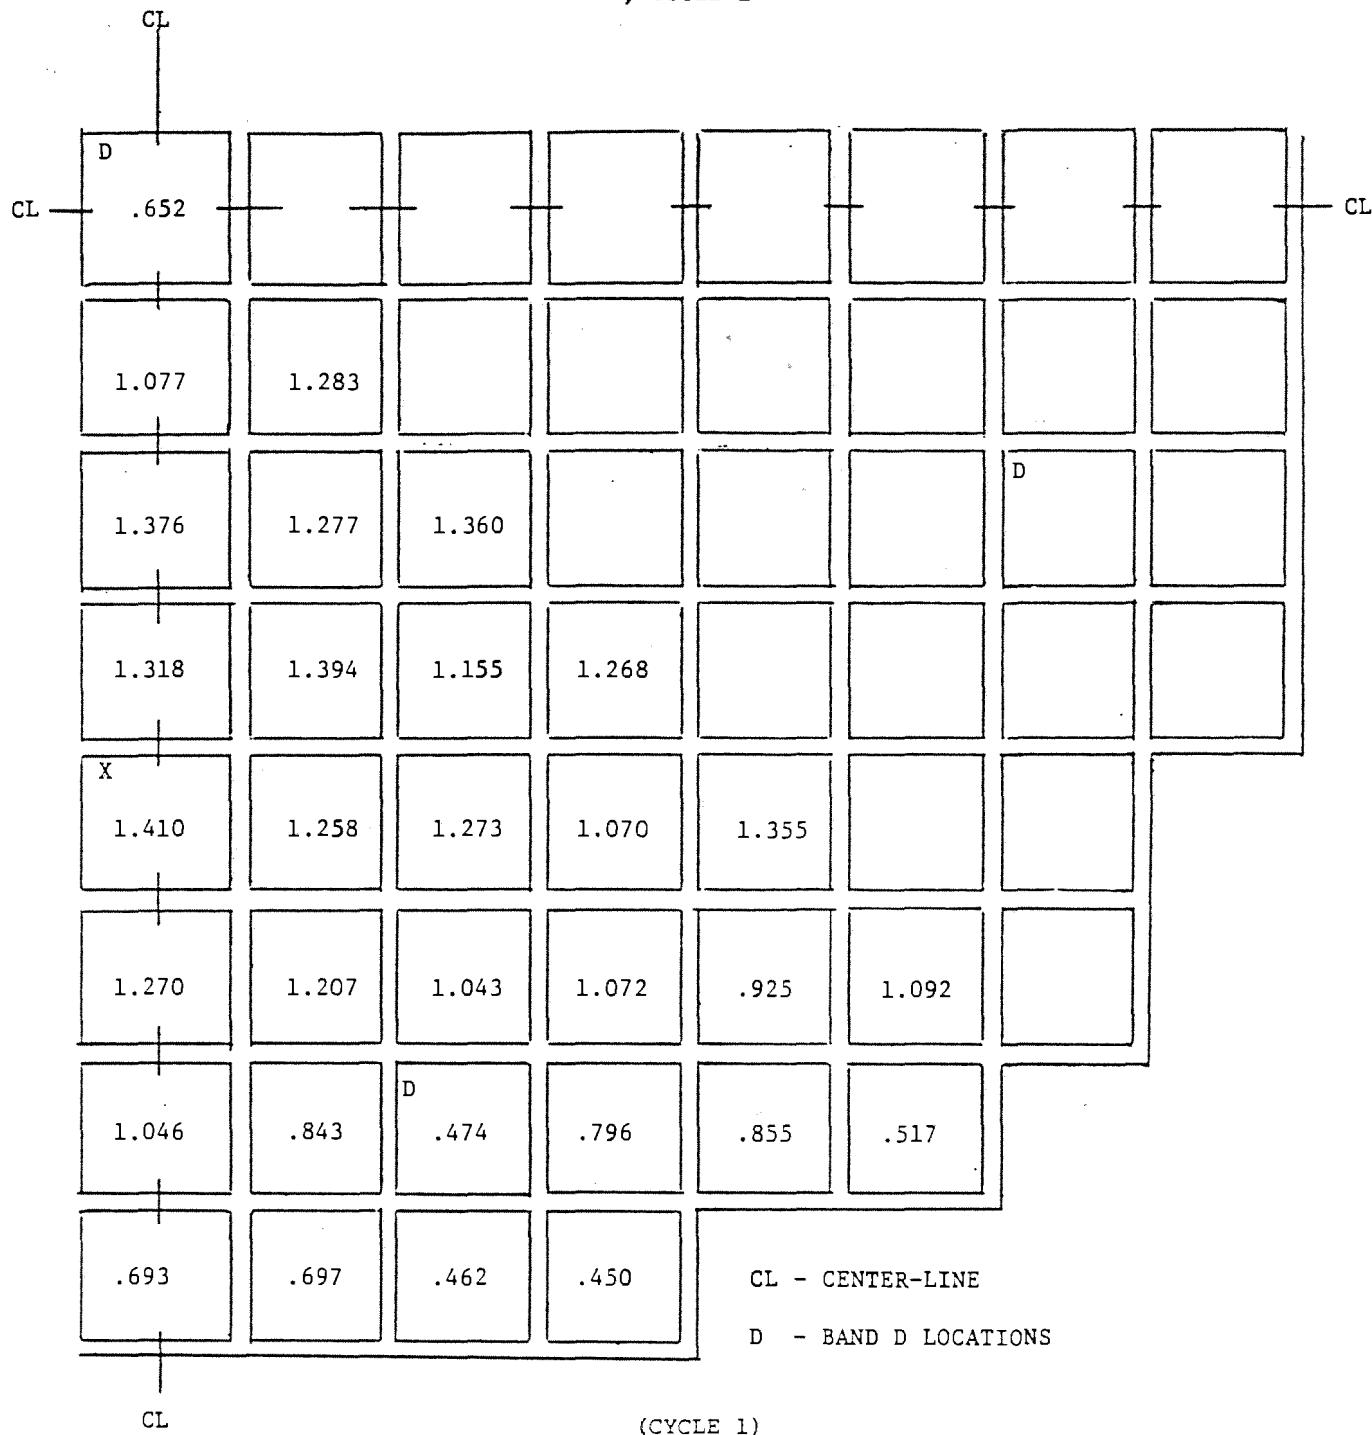 CL
D
CL .652 CL
1.077 1.283
D
1.376 1.277 1.360
1.318 1.394 1.155 1.268
X
1.410 1.258 1.273 1.070 1.355
1.270 1.207 1.043 1.072 .925 1.092
D
1.046 .843 .474 .796 .855 .517
.693 .697 .462 .450
CL - CENTER-LINE
D - BAND D LOCATIONS
CL
(CYCLE 1)